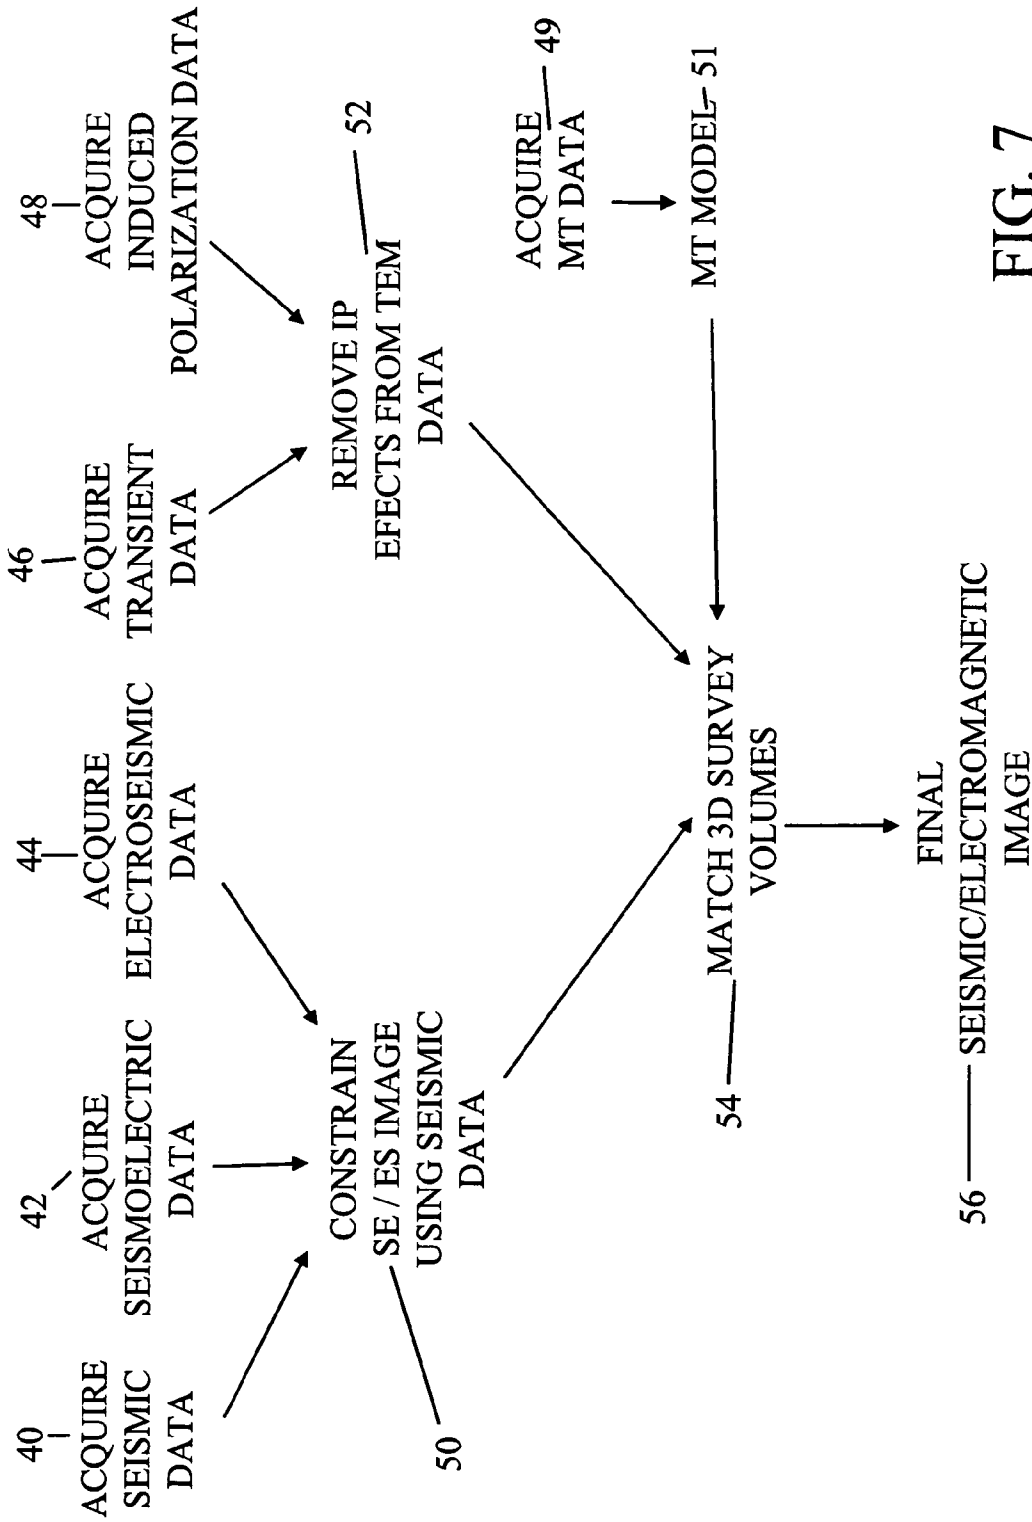 40
ACQUIRE
SEISMIC
DATA
42
ACQUIRE
SEISMOELECTRIC
DATA
44
ACQUIRE
ELECTROSEISMIC
DATA
46
ACQUIRE
TRANSIENT
DATA
48
ACQUIRE
INDUCED
POLARIZATION DATA
50
CONSTRAIN
SE / ES IMAGE
USING SEISMIC
DATA
REMOVE IP
EFFECTS FROM TEM
DATA
52
ACQUIRE
MT DATA
49
MT MODEL
51
54
MATCH 3D SURVEY
VOLUMES
56
FINAL
SEISMIC/ELECTROMAGNETIC
IMAGE
FIG. 7